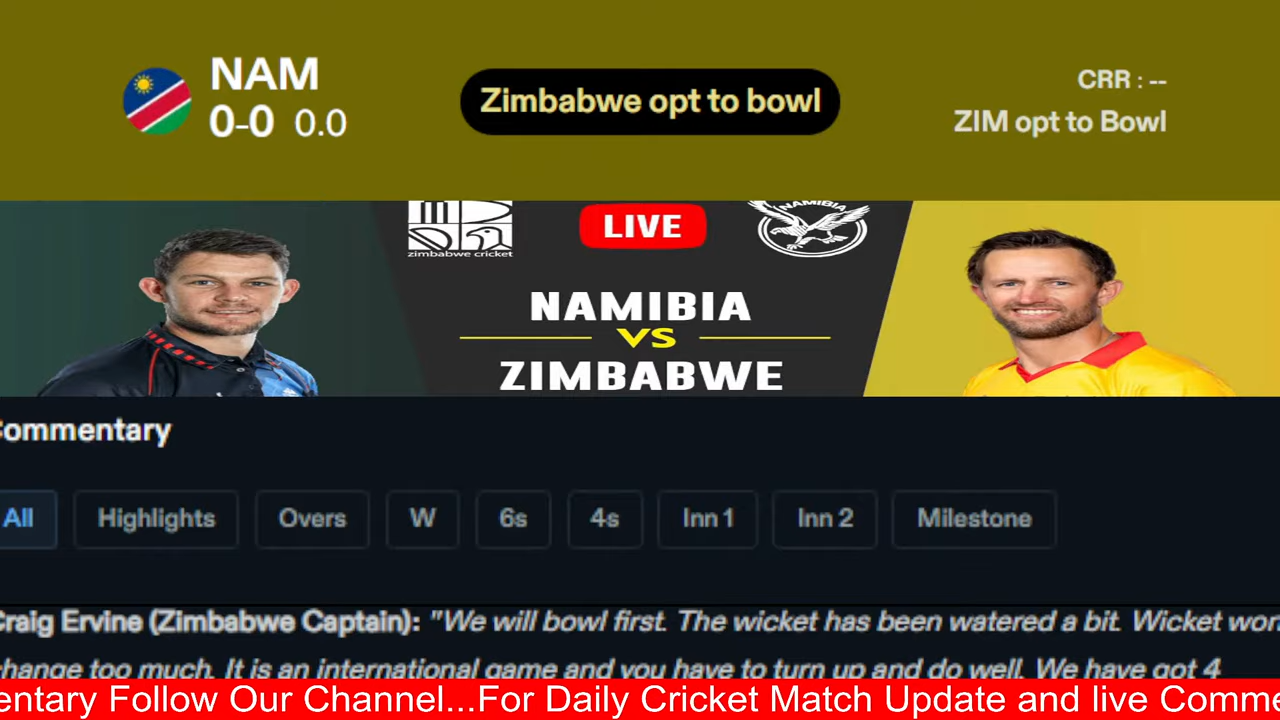 NAM
0-0 0.0
Zimbabwe opt to bowl
CRR : --
ZIM opt to Bowl
zimbabwe cricket
LIVE
NAMIBIA
NAMIBIA
VS
ZIMBABWE
Commentary
All
Highlights
Overs
W
6s
4s
Inn 1
Inn 2
Milestone
Craig Ervine (Zimbabwe Captain): "We will bowl first. The wicket has been watered a bit. Wicket won
change too much. It is an international game and you have to turn up and do well. We have got 4
entary Follow Our Channel...For Daily Cricket Match Update and live Comme